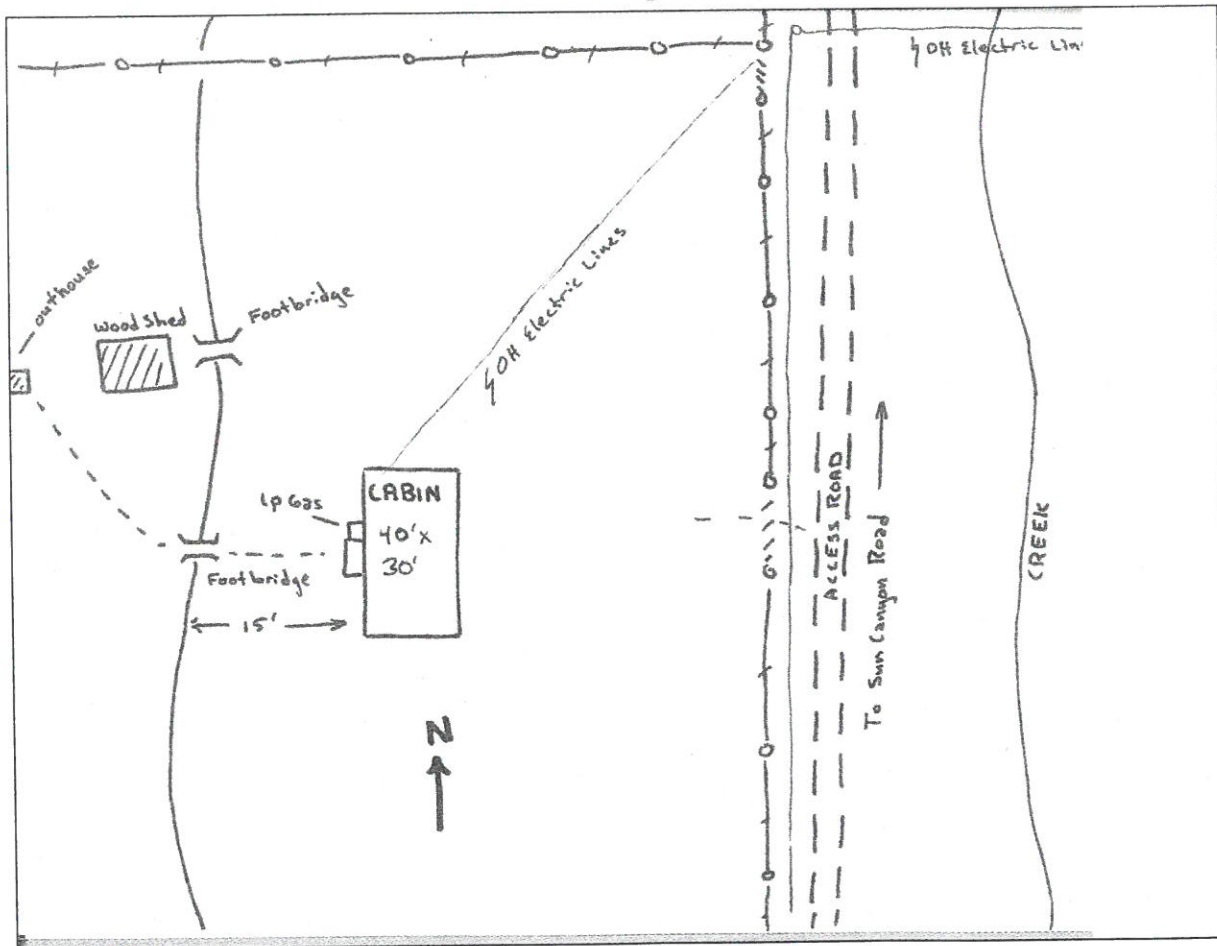 OH Electric Lin
outhouse
Wood Shed
Footbridge
OH Electric Lines
LP Gas
CABIN
40'x
30'
Footbridge
15'
ACCESS ROAD
To Sun Canyon Road
CREEK
N